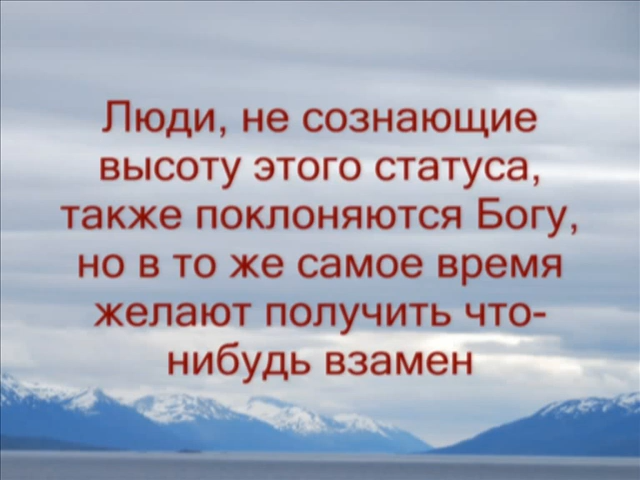 Люди, не сознающие
высоту этого статуса,
также поклоняются Богу,
но в то же самое время
желают получить что-
нибудь взамен